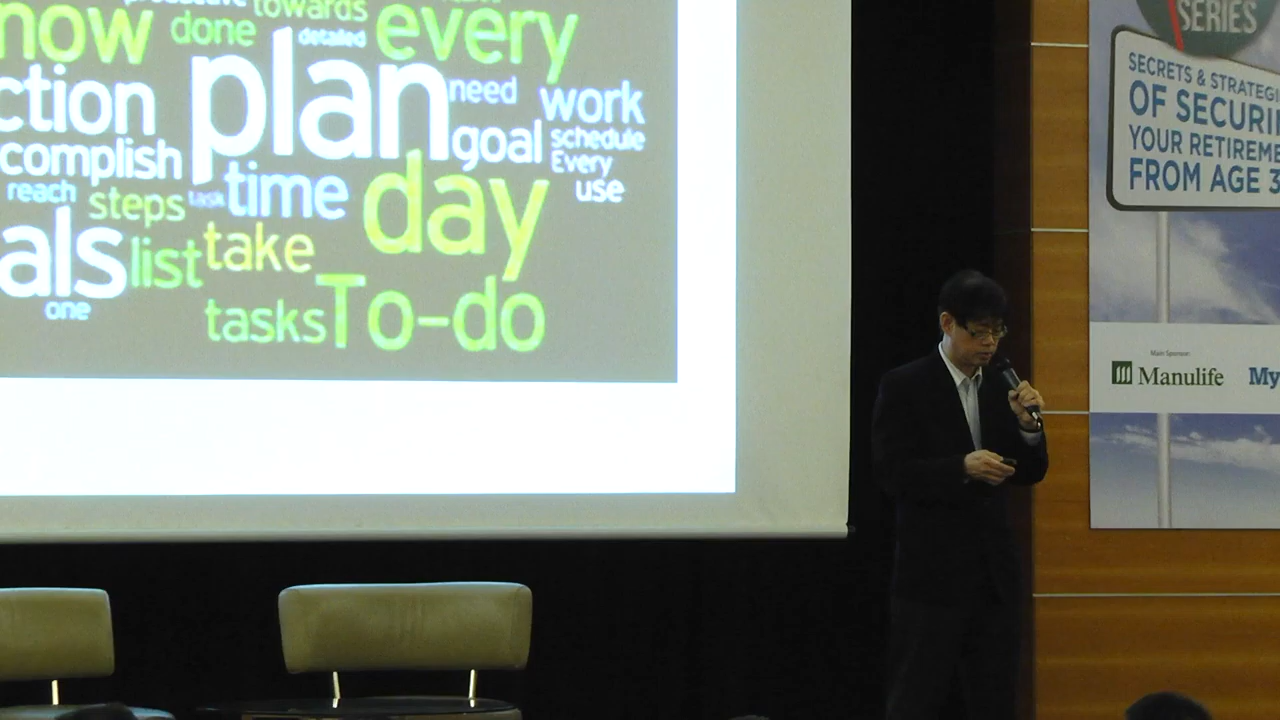 towards
now done detailed every
ction plan need work
complish goal schedule
Every
reach steps task time day use
als list take
one
tasks To-do
SERIES
SECRETS & STRATEGI
OF SECURI
YOUR RETIREME
FROM AGE 3
Main Sponsor:
Manulife My